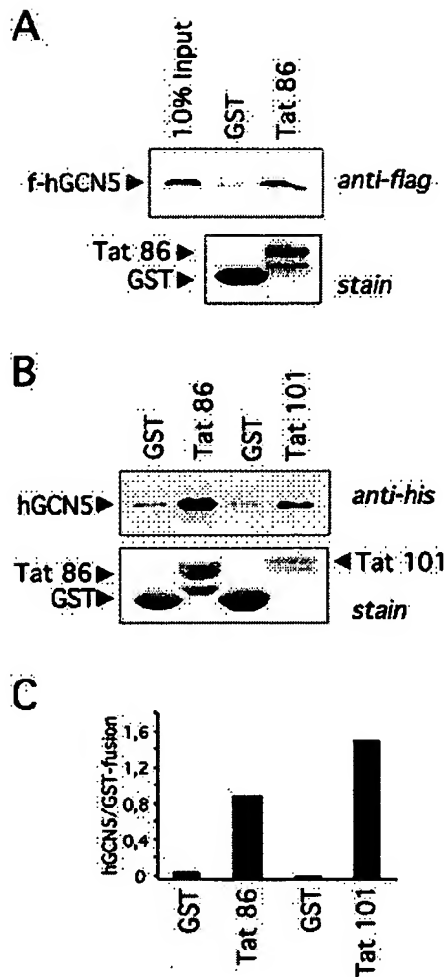 A
10% Input
GST
Tat 86
f-hGCN5
anti-flag
Tat 86
GST
stain
B
GST
Tat 86
GST
Tat 101
hGCN5
anti-his
Tat 86
Tat 101
GST
stain
C
hGCN5/GST-fusion
1,6
1,2
0,8
0,4
0
GST
Tat 86
GST
Tat 101